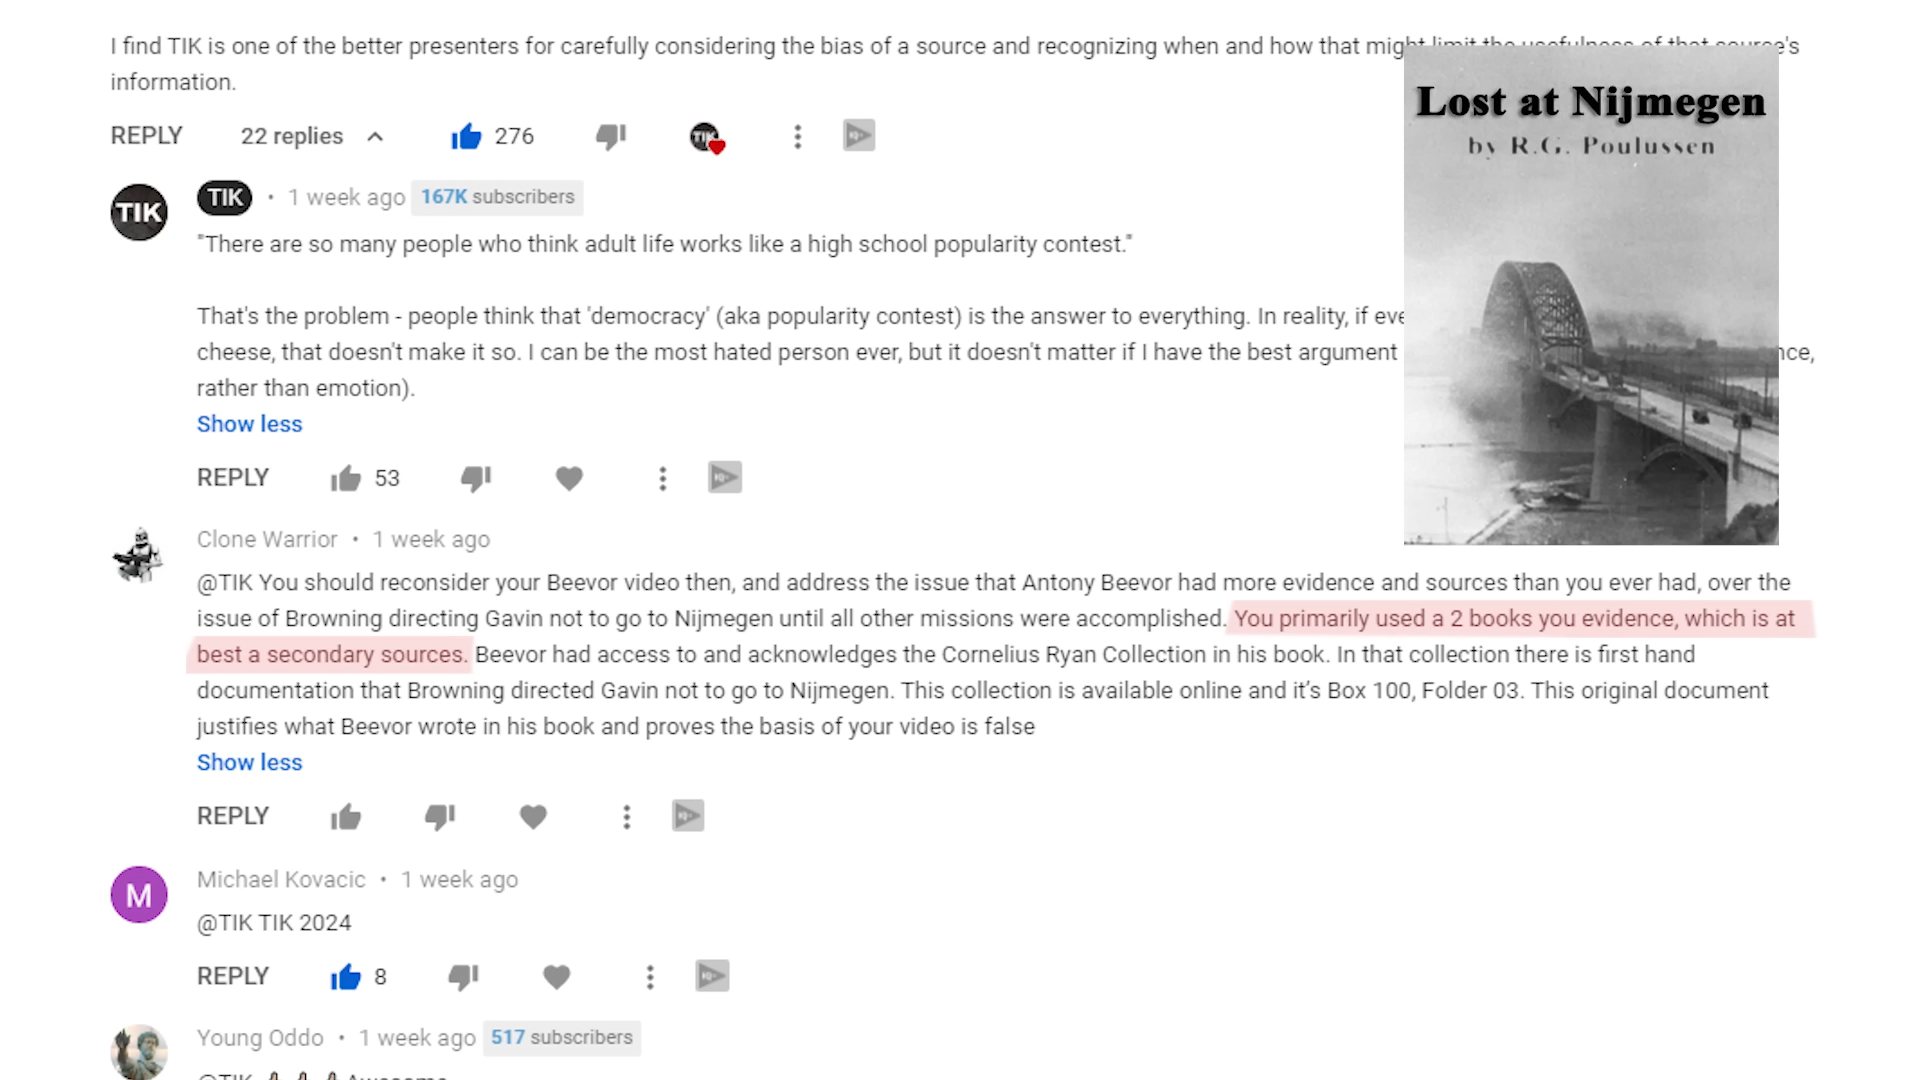 I find TIK is one of the better presenters for carefully considering the bias of a source and recognizing when and how that might limit the usefulness of that source's
information.
REPLY 22 replies 276
TIK
TIK TIK • 1 week ago 167K subscribers
"There are so many people who think adult life works like a high school popularity contest."
That's the problem - people think that 'democracy' (aka popularity contest) is the answer to everything. In reality, if
cheese, that doesn't make it so. I can be the most hated person ever, but it doesn't matter if I have the best argument
rather than emotion).
Show less
REPLY 53
Lost at Nijmegen
by R.G. Poulussen
Clone Warrior • 1 week ago
@TIK You should reconsider your Beevor video then, and address the issue that Antony Beevor had more evidence and sources than you ever had, over the
issue of Browning directing Gavin not to go to Nijmegen until all other missions were accomplished. You primarily used a 2 books you evidence, which is at
best a secondary sources. Beevor had access to and acknowledges the Cornelius Ryan Collection in his book. In that collection there is first hand
documentation that Browning directed Gavin not to go to Nijmegen. This collection is available online and it’s Box 100, Folder 03. This original document
justifies what Beevor wrote in his book and proves the basis of your video is false
Show less
REPLY
M
Michael Kovacic • 1 week ago
@TIK TIK 2024
REPLY 8
Young Oddo • 1 week ago 517 subscribers